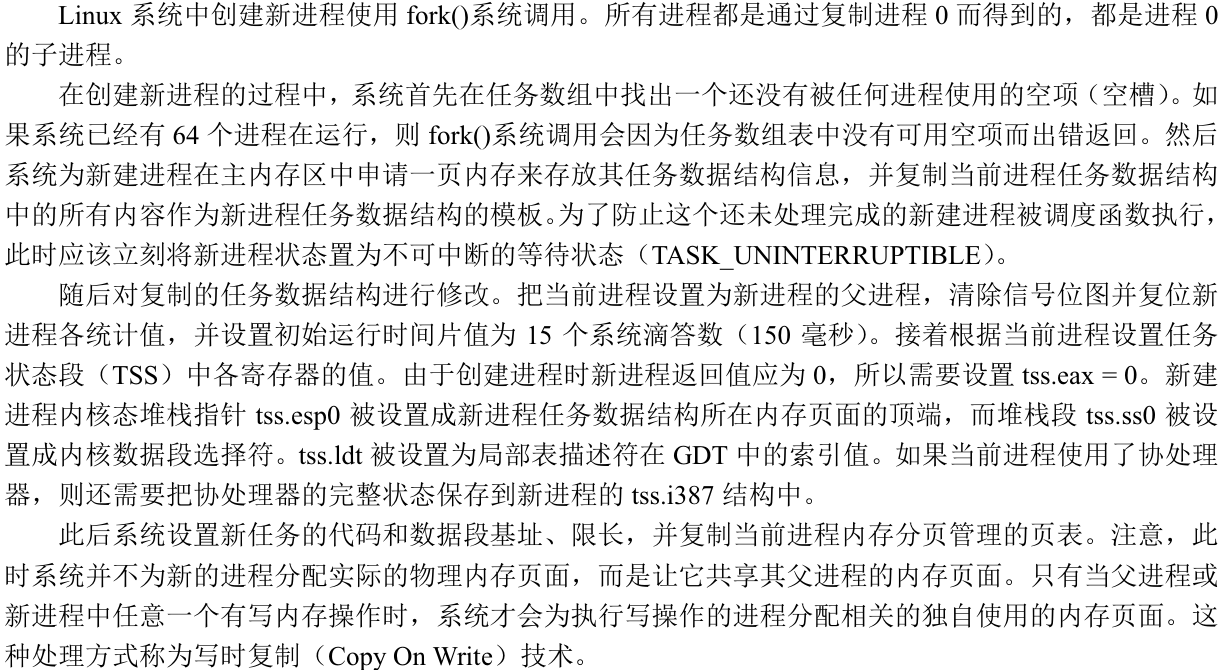 Linux 系统中创建新进程使用 fork()系统调用。所有进程都是通过复制进程 0 而得到的，都是进程 0
的子进程。
在创建新进程的过程中，系统首先在任务数组中找出一个还没有被任何进程使用的空项（空槽）。如
果系统已经有 64 个进程在运行，则 fork()系统调用会因为任务数组表中没有可用空项而出错返回。然后
系统为新建进程在主内存区中申请一页内存来存放其任务数据结构信息，并复制当前进程任务数据结构
中的所有内容作为新进程任务数据结构的模板。为了防止这个还未处理完成的新建进程被调度函数执行，
此时应该立刻将新进程状态置为不可中断的等待状态（TASK_UNINTERRUPTIBLE）。
随后对复制的任务数据结构进行修改。把当前进程设置为新进程的父进程，清除信号位图并复位新
进程各统计值，并设置初始运行时间片值为 15 个系统滴答数（150 毫秒）。接着根据当前进程设置任务
状态段（TSS）中各寄存器的值。由于创建进程时新进程返回值应为 0，所以需要设置 tss.eax = 0。新建
进程内核态堆栈指针 tss.esp0 被设置成新进程任务数据结构所在内存页面的顶端，而堆栈段 tss.ss0 被设
置成内核数据段选择符。tss.ldt 被设置为局部表描述符在 GDT 中的索引值。如果当前进程使用了协处理
器，则还需要把协处理器的完整状态保存到新进程的 tss.i387 结构中。
此后系统设置新任务的代码和数据段基址、限长，并复制当前进程内存分页管理的页表。注意，此
时系统并不为新的进程分配实际的物理内存页面，而是让它共享其父进程的内存页面。只有当父进程或
新进程中任意一个有写内存操作时，系统才会为执行写操作的进程分配相关的独自使用的内存页面。这
种处理方式称为写时复制（Copy On Write）技术。